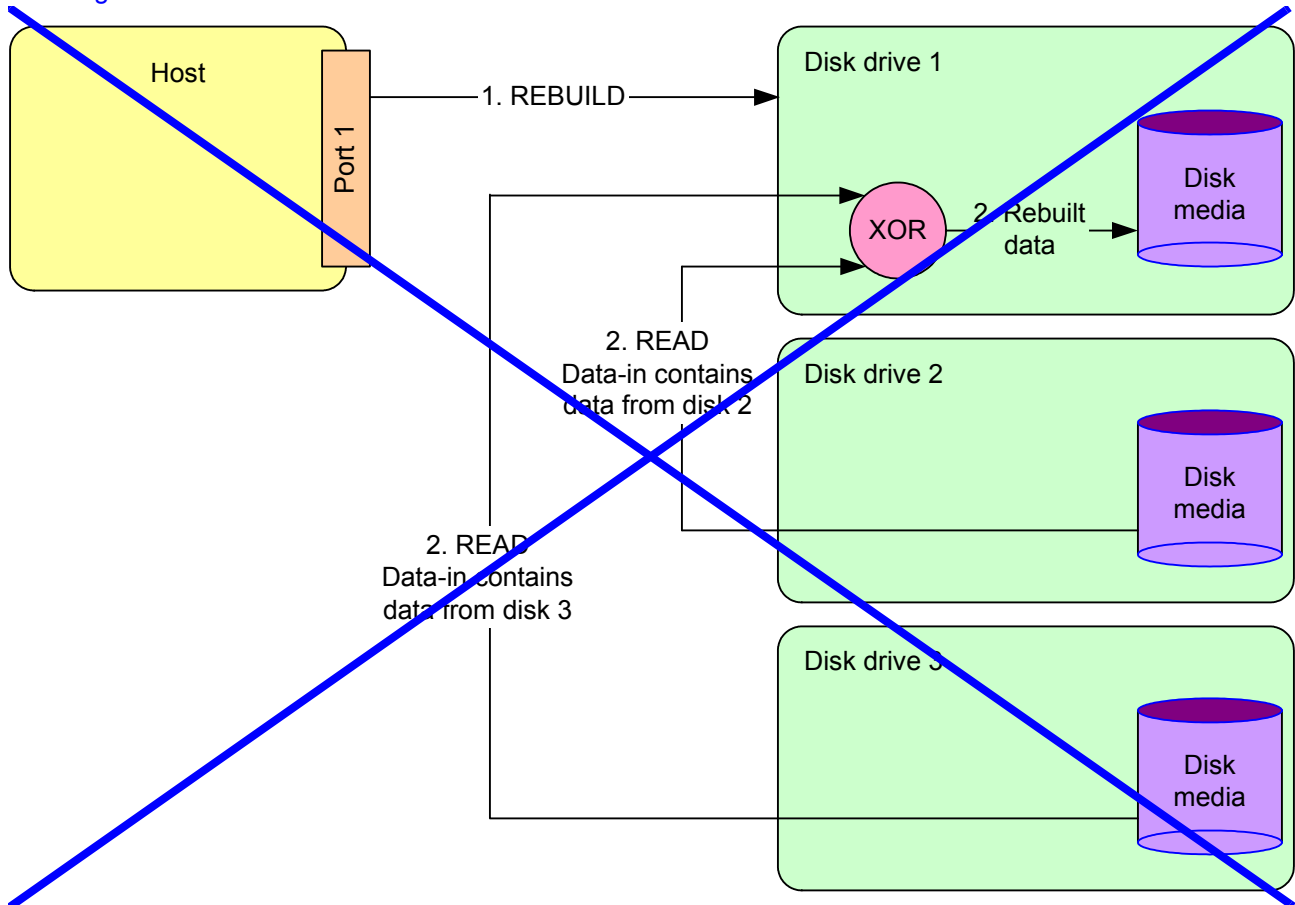 Host
Port 1
1. REBUILD
Disk drive 1
XOR
2. Rebuilt
data
Disk
media
2. READ
Data-in contains
data from disk 2
Disk drive 2
Disk
media
2. READ
Data-in contains
data from disk 3
Disk drive 3
Disk
media